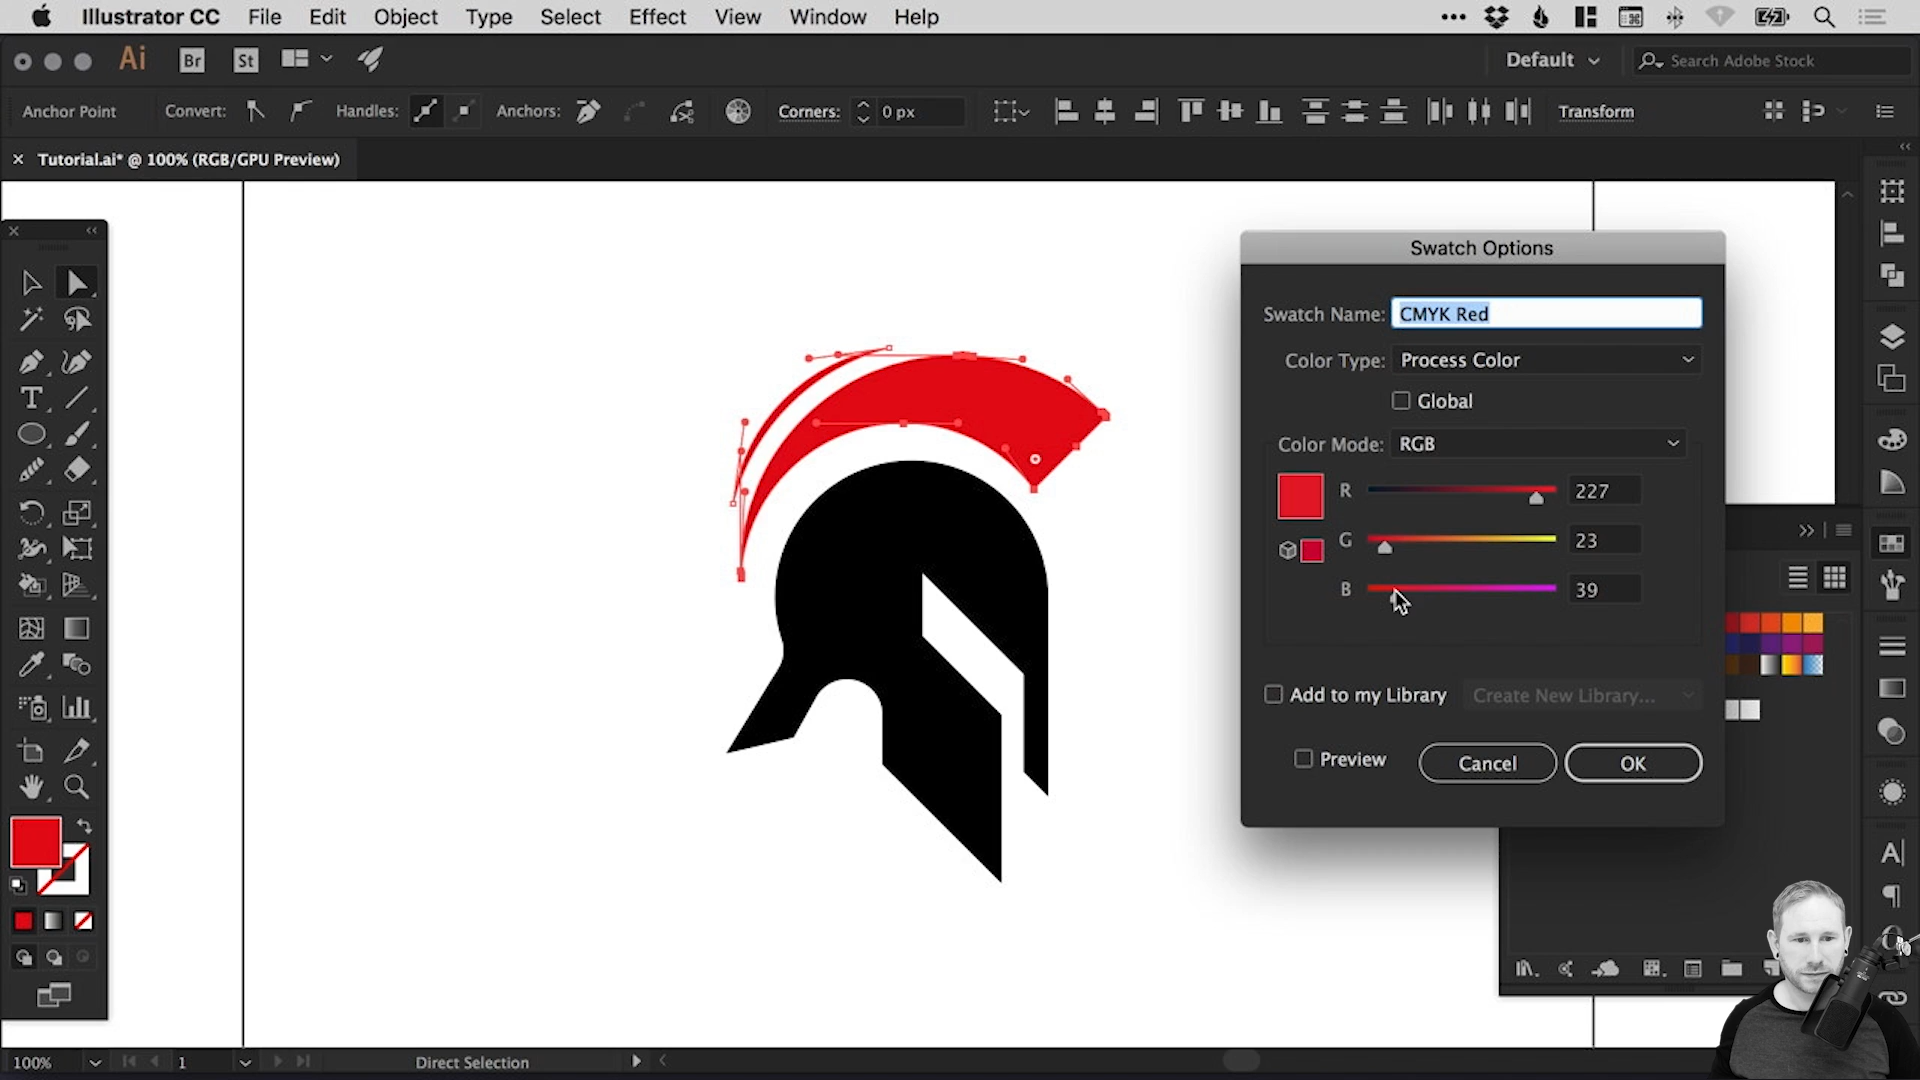 Illustrator CC File Edit Object Type Select Effect View Window Help
Ai Br St Default Search Adobe Stock
Anchor Point Convert: Handles: Anchors: Corners: 0 px Transform
× Tutorial.ai* @ 100% (RGB/GPU Preview)
Swatch Options
Swatch Name: CMYK Red
Color Type: Process Color
Global
Color Mode: RGB
R 227
G 23
B 39
Add to my Library Create New Library...
Preview Cancel OK
100% 1 Direct Selection